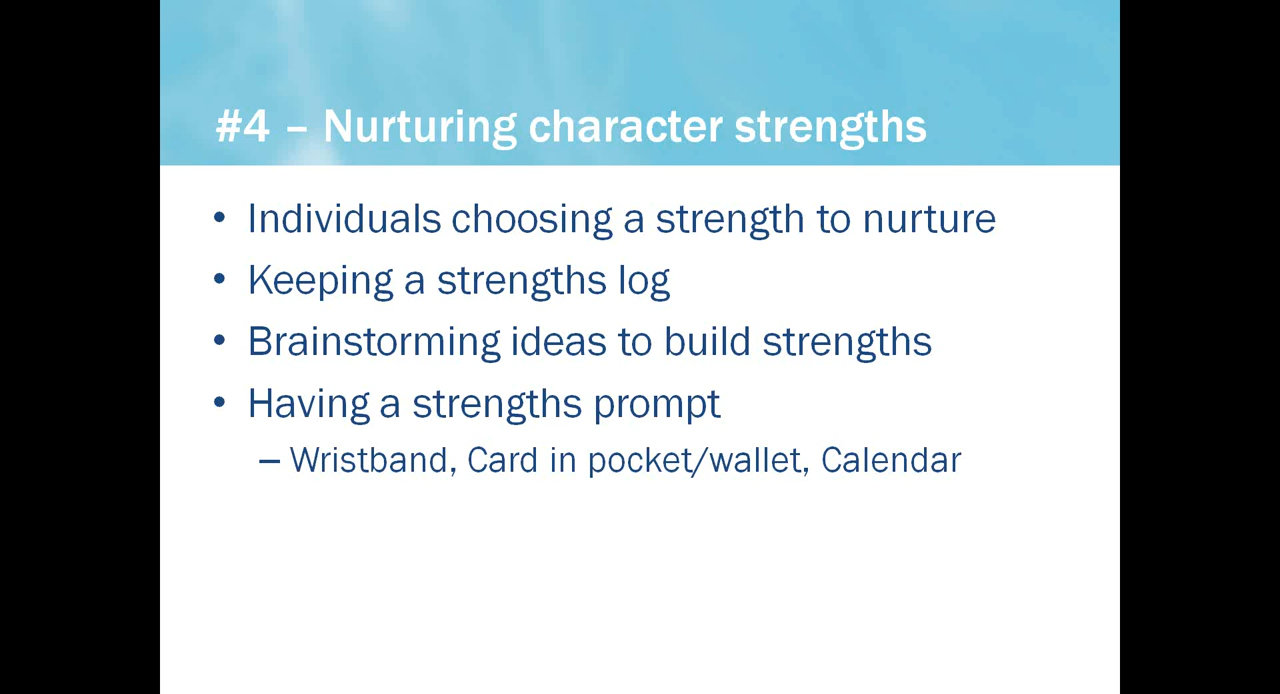 #4 – Nurturing character strengths
• Individuals choosing a strength to nurture
• Keeping a strengths log
• Brainstorming ideas to build strengths
• Having a strengths prompt
– Wristband, Card in pocket/wallet, Calendar